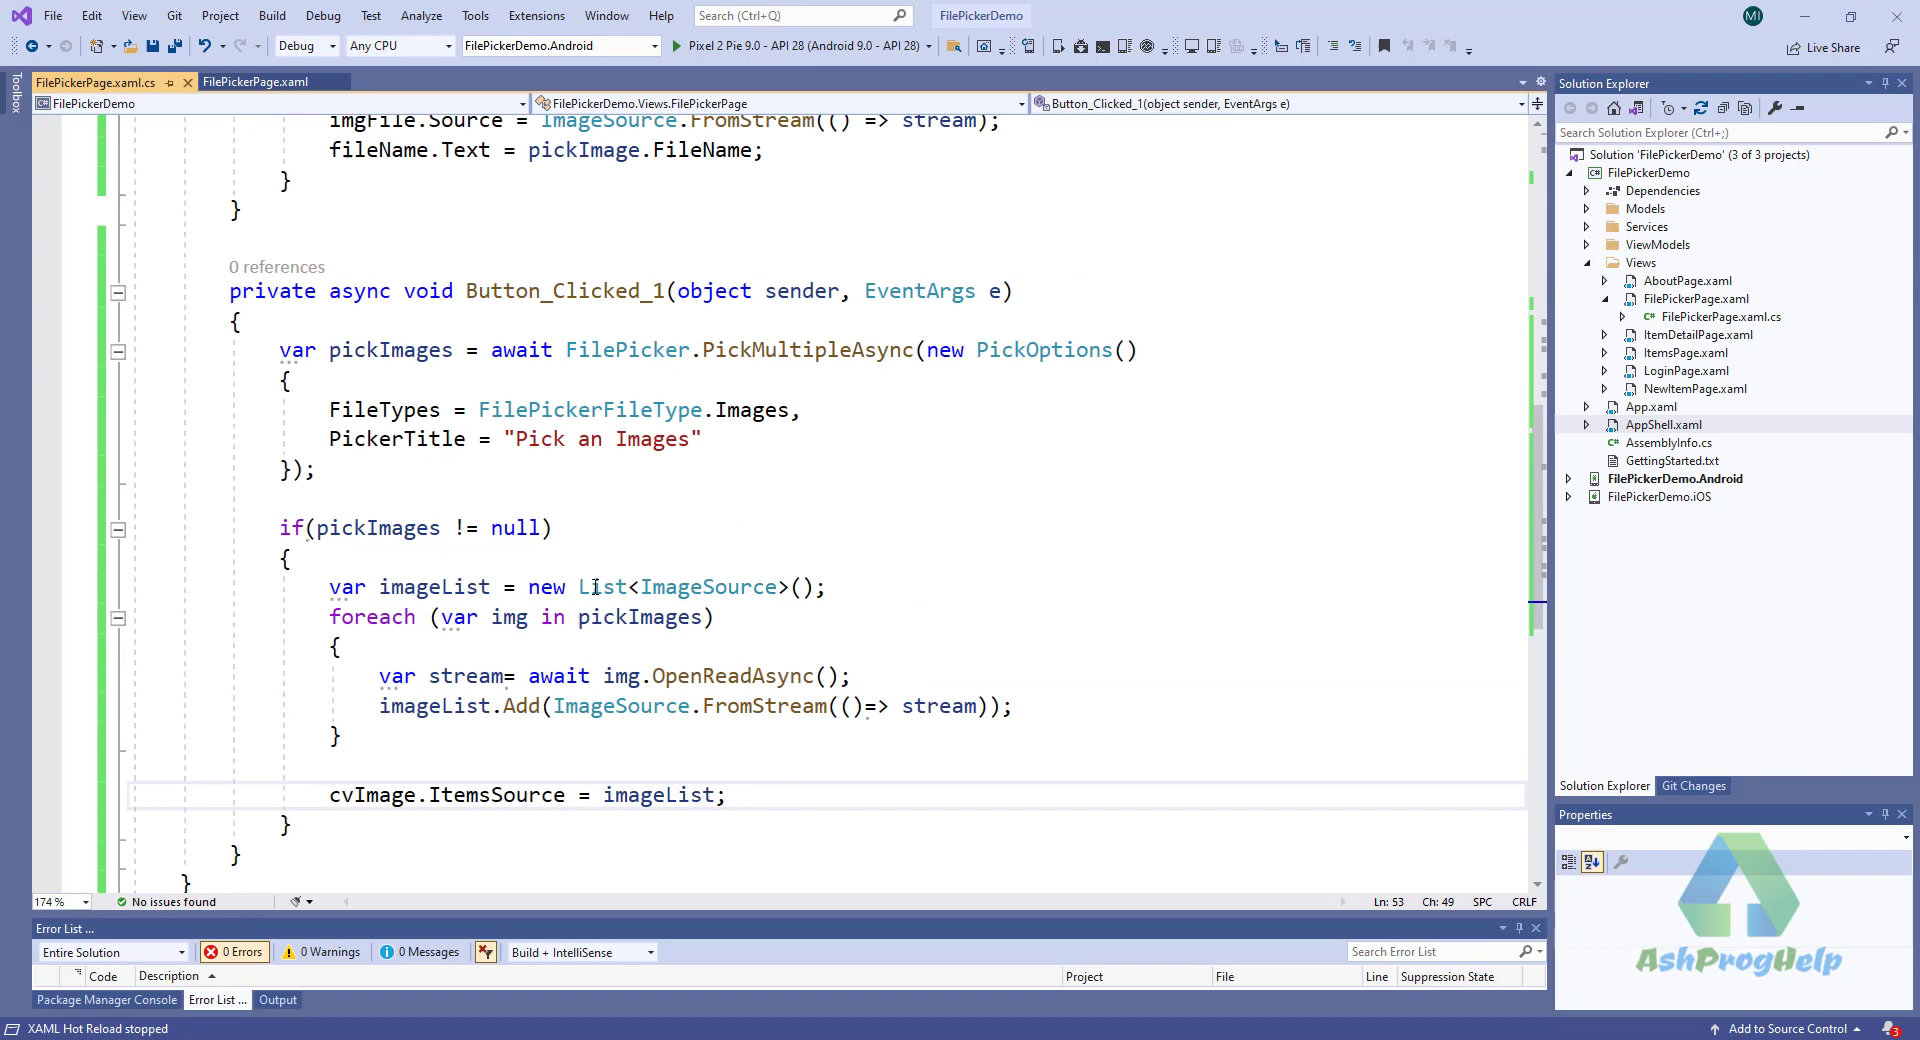 File Edit View Git Project Build Debug Test Analyze Tools Extensions Window Help Search (Ctrl+Q) FilePickerDemo MI
Debug Any CPU FilePickerDemo.Android Pixel 2 Pie 9.0 - API 28 (Android 9.0 - API 28) Live Share
Toolbox
FilePickerPage.xaml.cs FilePickerPage.xaml
FilePickerDemo FilePickerDemo.Views.FilePickerPage Button_Clicked_1(object sender, EventArgs e)
imgFile.Source = ImageSource.FromStream(() => stream);
fileName.Text = pickImage.FileName;
}
}
0 references
private async void Button_Clicked_1(object sender, EventArgs e)
{
var pickImages = await FilePicker.PickMultipleAsync(new PickOptions()
{
FileTypes = FilePickerFileType.Images,
PickerTitle = "Pick an Images"
});
if(pickImages != null)
{
var imageList = new List<ImageSource>();
foreach (var img in pickImages)
{
var stream= await img.OpenReadAsync();
imageList.Add(ImageSource.FromStream(()=> stream));
}
cvImage.ItemsSource = imageList;
}
}
}
174 % No issues found Ln: 53 Ch: 49 SPC CRLF
Error List ...
Entire Solution 0 Errors 0 Warnings 0 Messages Build + IntelliSense Search Error List
Code Description Project File Line Suppression State
Package Manager Console Error List ... Output
Solution Explorer
Search Solution Explorer (Ctrl+;)
Solution 'FilePickerDemo' (3 of 3 projects)
FilePickerDemo
Dependencies
Models
Services
ViewModels
Views
AboutPage.xaml
FilePickerPage.xaml
FilePickerPage.xaml.cs
ItemDetailPage.xaml
ItemsPage.xaml
LoginPage.xaml
NewItemPage.xaml
App.xaml
AppShell.xaml
AssemblyInfo.cs
GettingStarted.txt
FilePickerDemo.Android
FilePickerDemo.iOS
Solution Explorer Git Changes
Properties
AshProgHelp
XAML Hot Reload stopped Add to Source Control 3